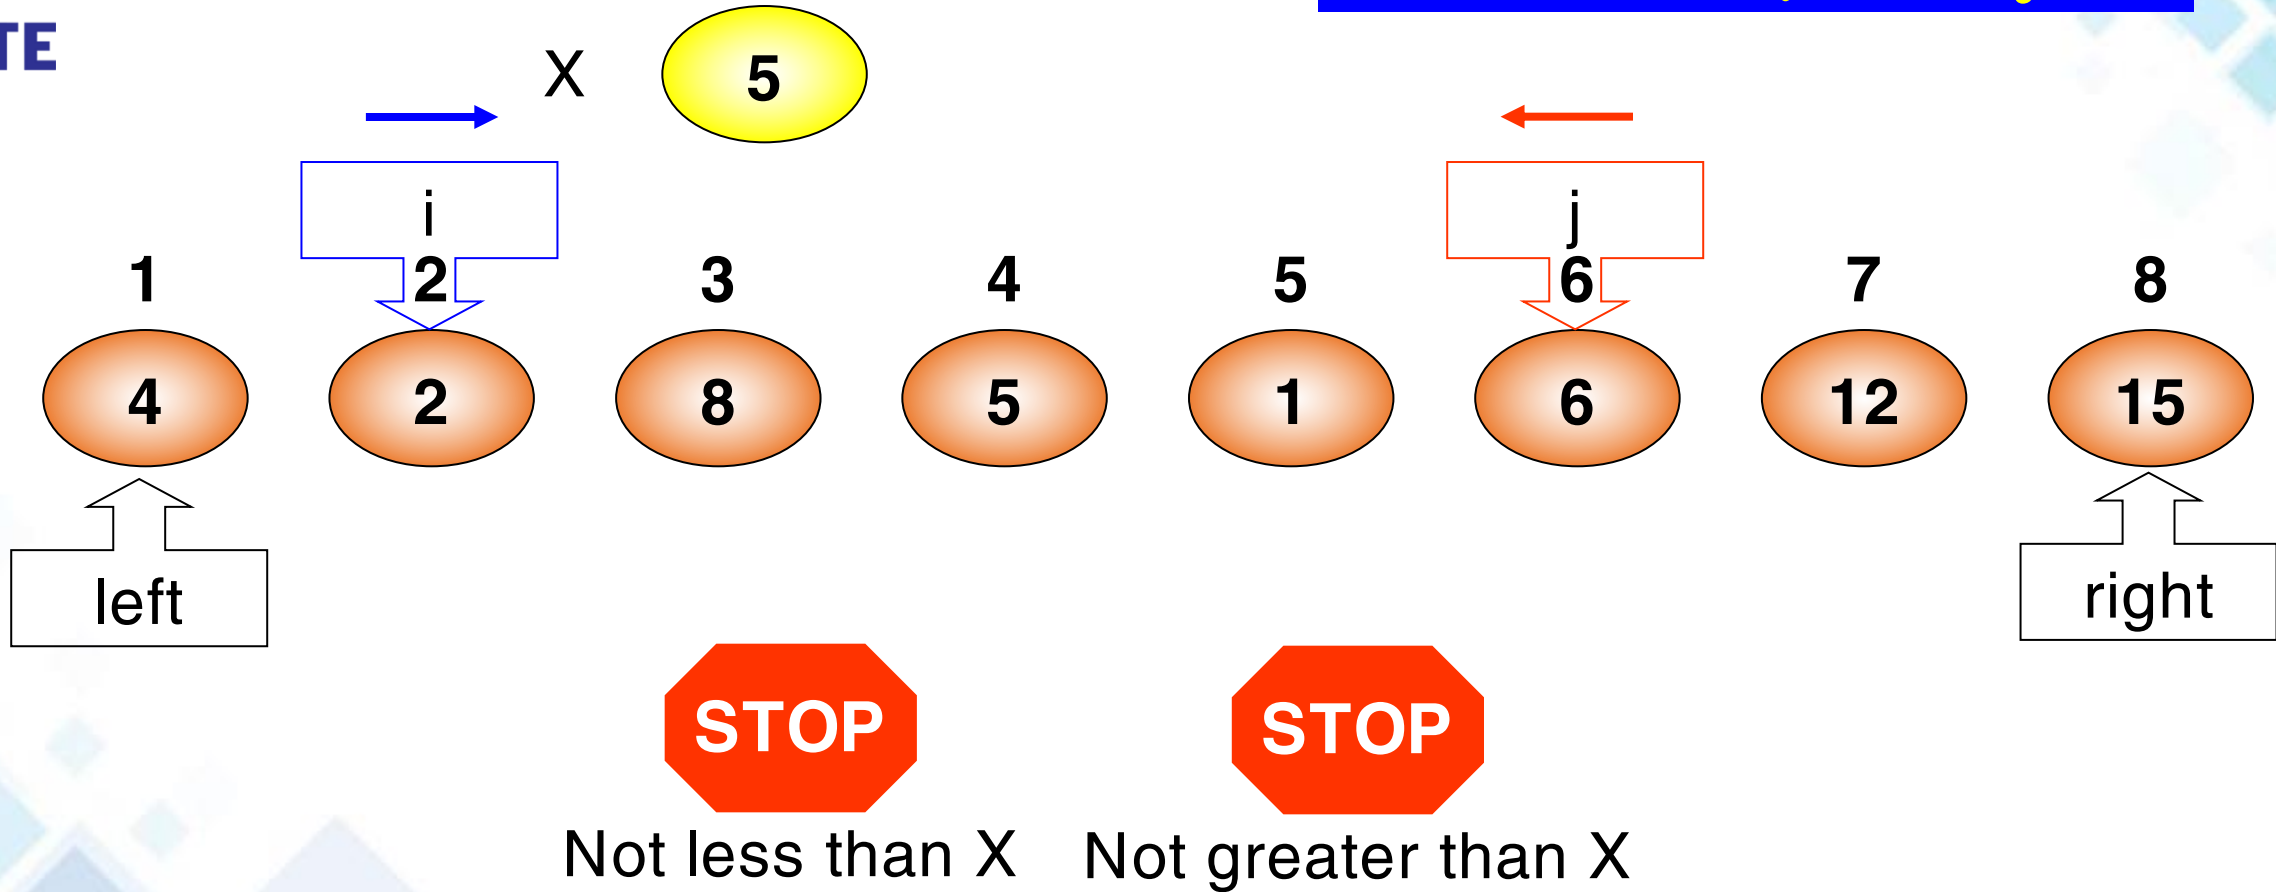 TE
X 5
i j
1 2 3 4 5 6 7 8
4 2 8 5 1 6 12 15
left right
STOP STOP
Not less than X Not greater than X